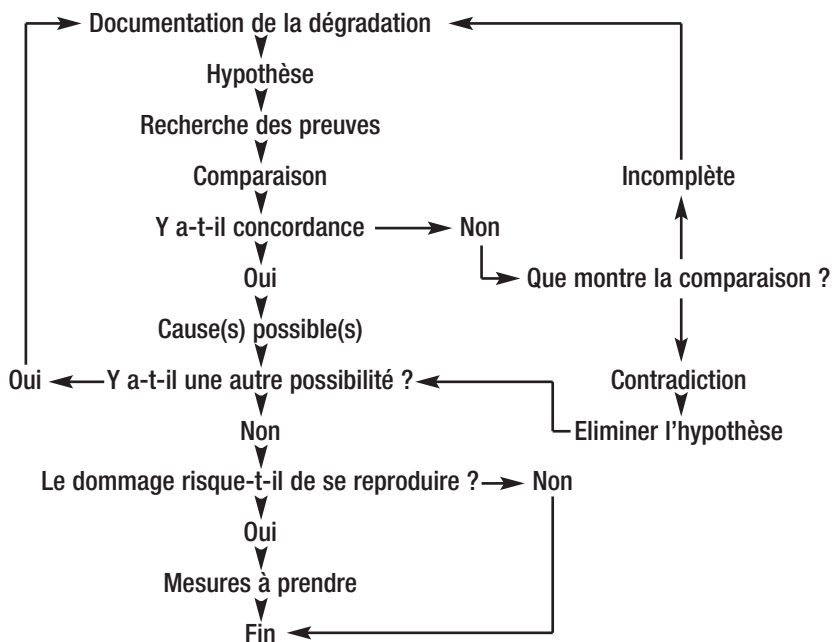 Documentation de la dégradation
Hypothèse
Recherche des preuves
Comparaison
Incomplète
Y a-t-il concordance
Non
Oui
Que montre la comparaison ?
Cause(s) possible(s)
Oui
Y a-t-il une autre possibilité ?
Contradiction
Non
Eliminer l'hypothèse
Le dommage risque-t-il de se reproduire ?
Non
Oui
Mesures à prendre
Fin